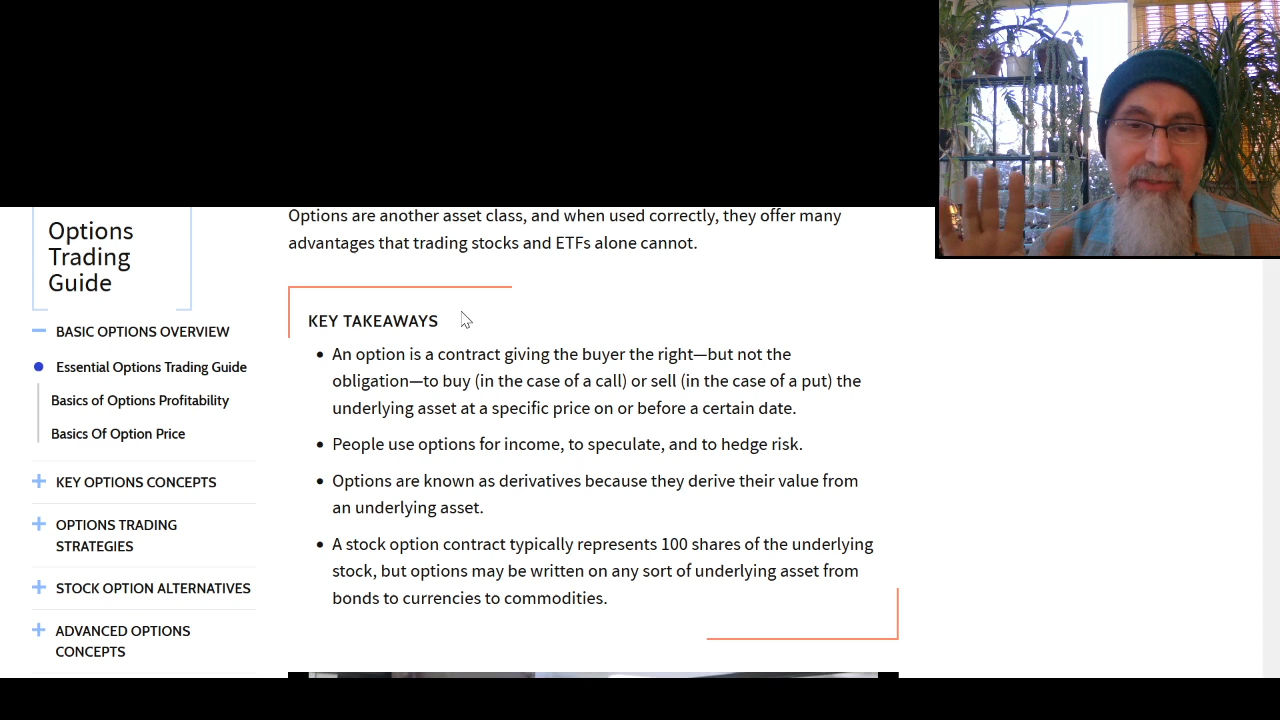 Options
Trading
Guide
BASIC OPTIONS OVERVIEW
Essential Options Trading Guide
Basics of Options Profitability
Basics Of Option Price
KEY OPTIONS CONCEPTS
OPTIONS TRADING
STRATEGIES
STOCK OPTION ALTERNATIVES
ADVANCED OPTIONS
CONCEPTS
Options are another asset class, and when used correctly, they offer many
advantages that trading stocks and ETFs alone cannot.
KEY TAKEAWAYS
• An option is a contract giving the buyer the right—but not the
obligation—to buy (in the case of a call) or sell (in the case of a put) the
underlying asset at a specific price on or before a certain date.
• People use options for income, to speculate, and to hedge risk.
• Options are known as derivatives because they derive their value from
an underlying asset.
• A stock option contract typically represents 100 shares of the underlying
stock, but options may be written on any sort of underlying asset from
bonds to currencies to commodities.